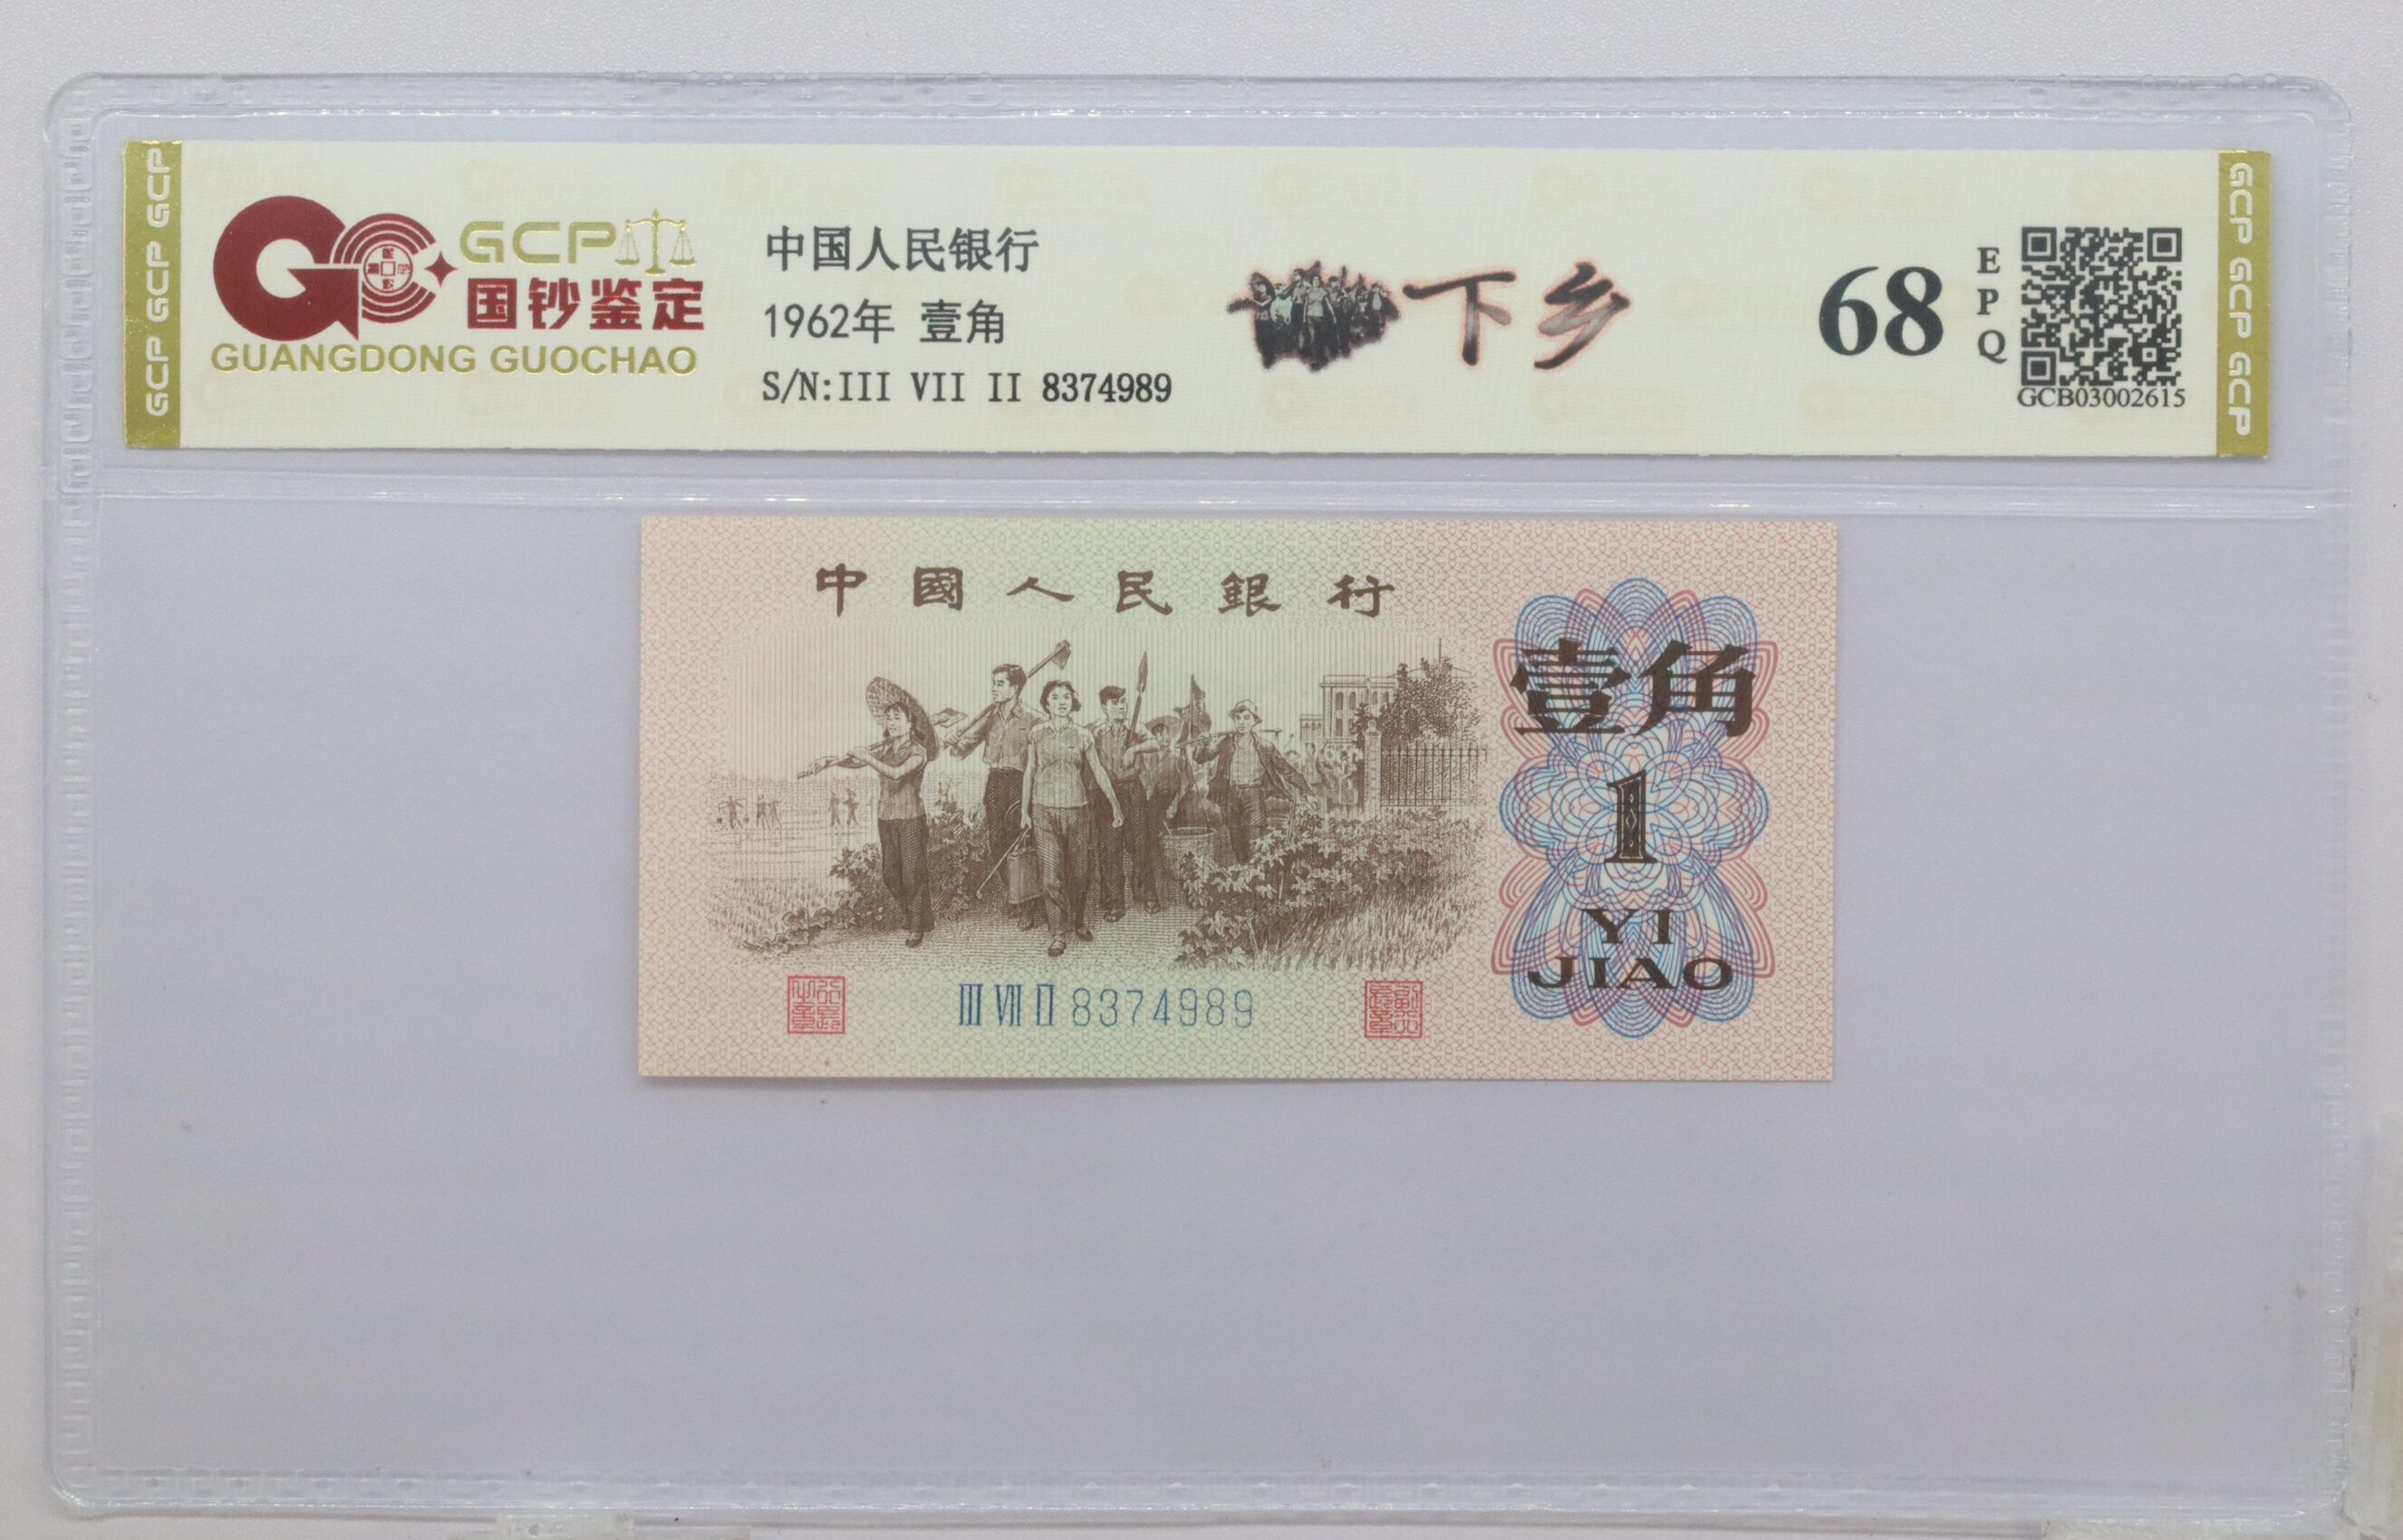 GCP GCP GCP
GCP
国钞鉴定
GUANGDONG GUOCHAO
中国人民银行
1962年 壹角
S/N:III VII II 8374989
下乡
68
EPQ
GCB03002615
GCP GCP GCP
中國人民銀行
壹角
1
YI
JIAO
III VII II 8374989